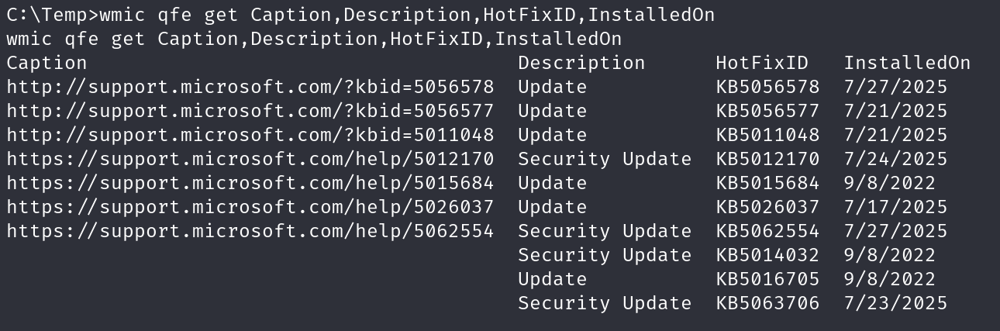 C:\Temp>wmic qfe get Caption,Description,HotFixID,InstalledOn
wmic qfe get Caption,Description,HotFixID,InstalledOn
Caption Description HotFixID InstalledOn
http://support.microsoft.com/?kbid=5056578 Update KB5056578 7/27/2025
http://support.microsoft.com/?kbid=5056577 Update KB5056577 7/21/2025
http://support.microsoft.com/?kbid=5011048 Update KB5011048 7/21/2025
https://support.microsoft.com/help/5012170 Security Update KB5012170 7/24/2025
https://support.microsoft.com/help/5015684 Update KB5015684 9/8/2022
https://support.microsoft.com/help/5026037 Update KB5026037 7/17/2025
https://support.microsoft.com/help/5062554 Security Update KB5062554 7/27/2025
Security Update KB5014032 9/8/2022
Update KB5016705 9/8/2022
Security Update KB5063706 7/23/2025